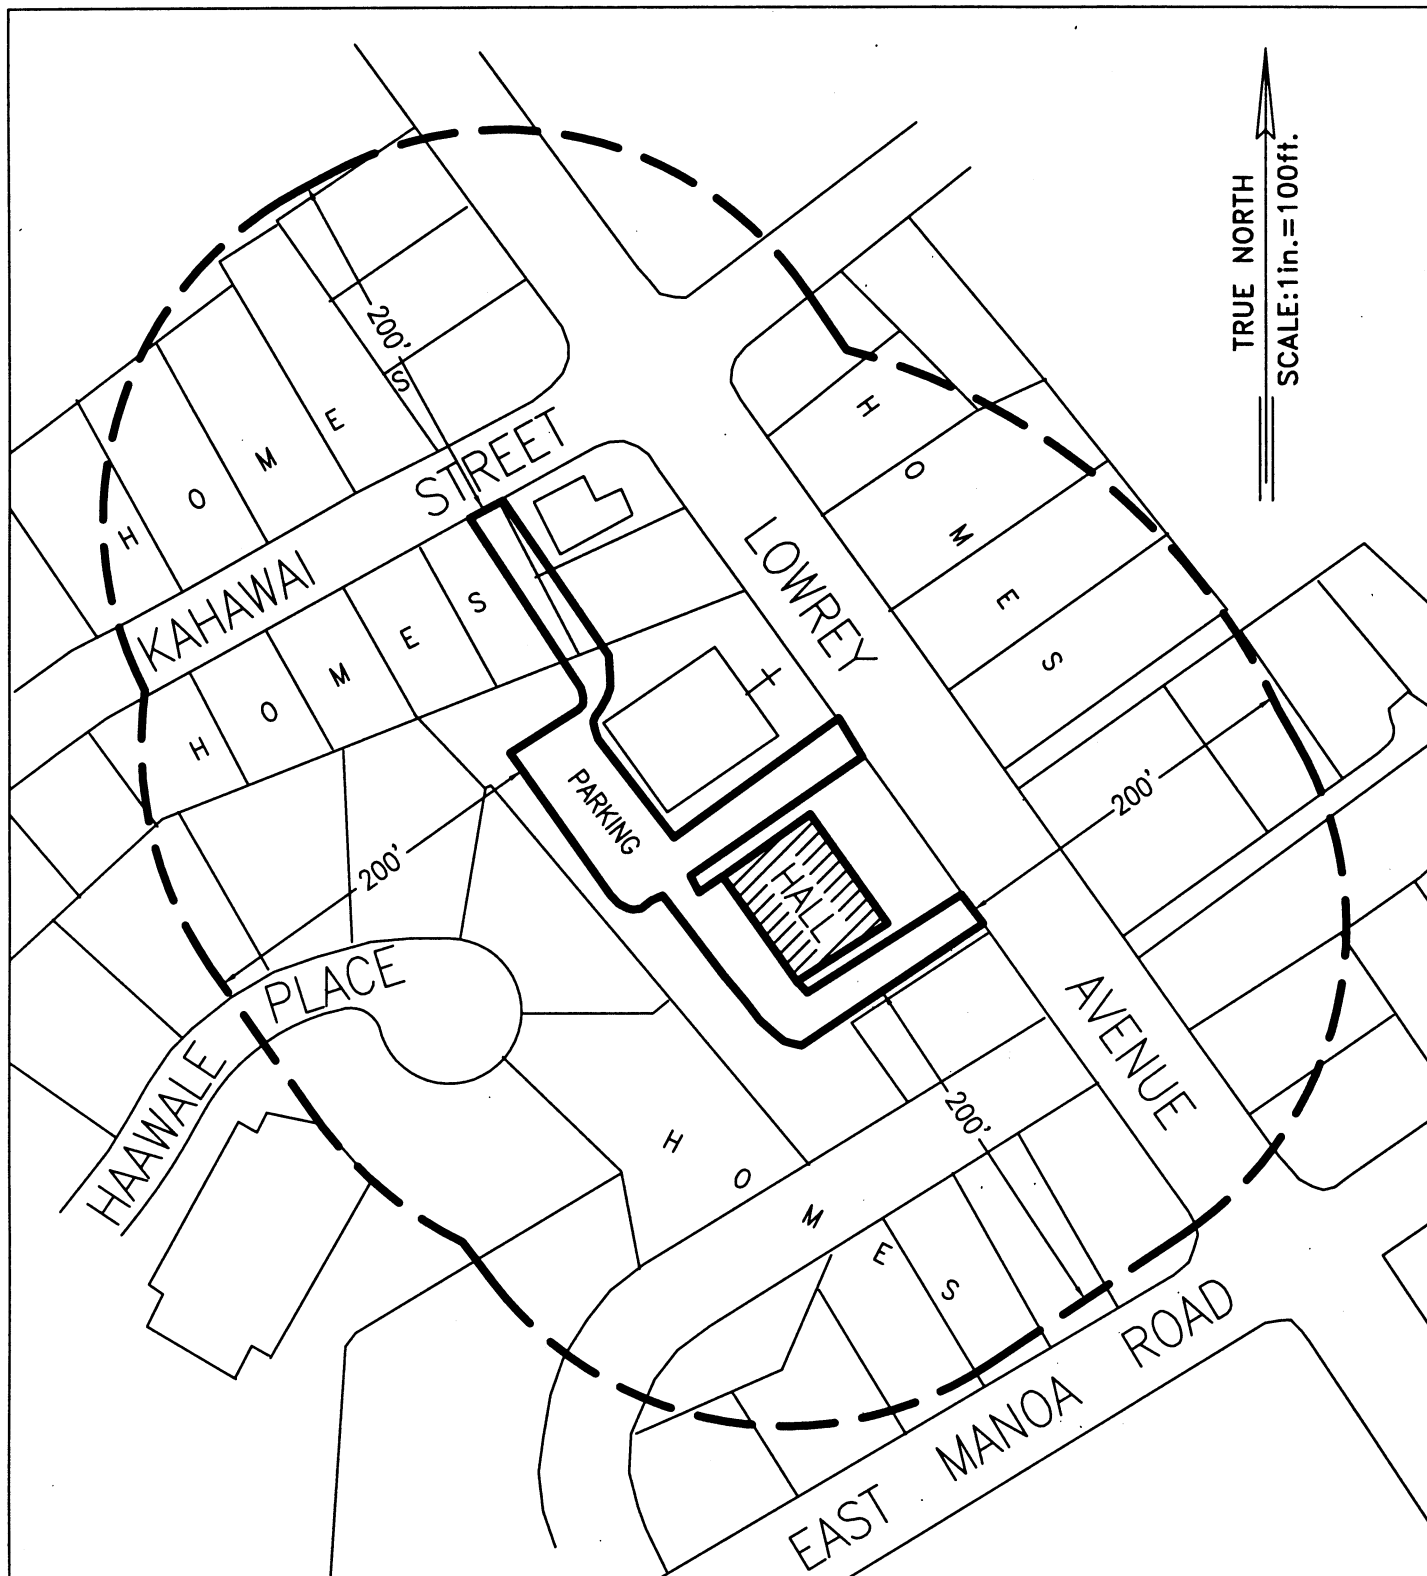 TRUE NORTH
SCALE:1in.=100ft.
200'
HOMES
KAHAWAI STREET
HOMES
HOMES
LOWREY AVENUE
PARKING
HALL
200'
200'
HAAWALE PLACE
200'
HOMES
EAST MANOA ROAD